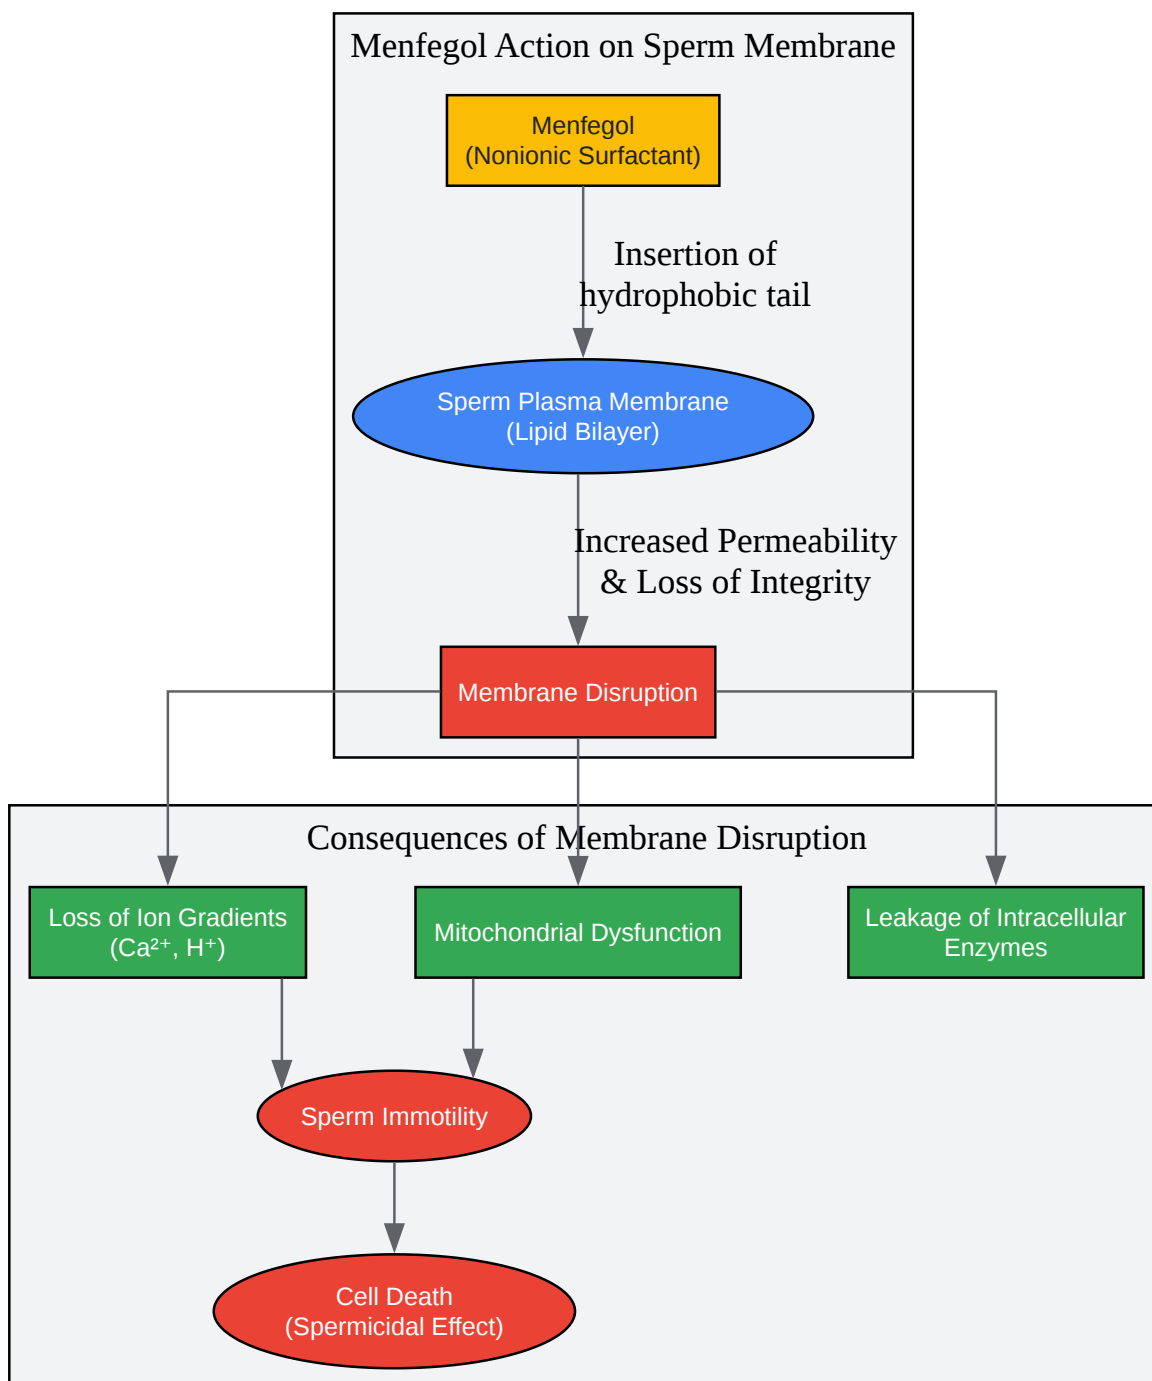 Menfegol Action on Sperm Membrane
Menfegol
(Nonionic Surfactant)
Insertion of
hydrophobic tail
Sperm Plasma Membrane
(Lipid Bilayer)
Increased Permeability
& Loss of Integrity
Membrane Disruption
Consequences of Membrane Disruption
Loss of Ion Gradients
(Ca²⁺, H⁺)
Mitochondrial Dysfunction
Leakage of Intracellular
Enzymes
Sperm Immotility
Cell Death
(Spermicidal Effect)